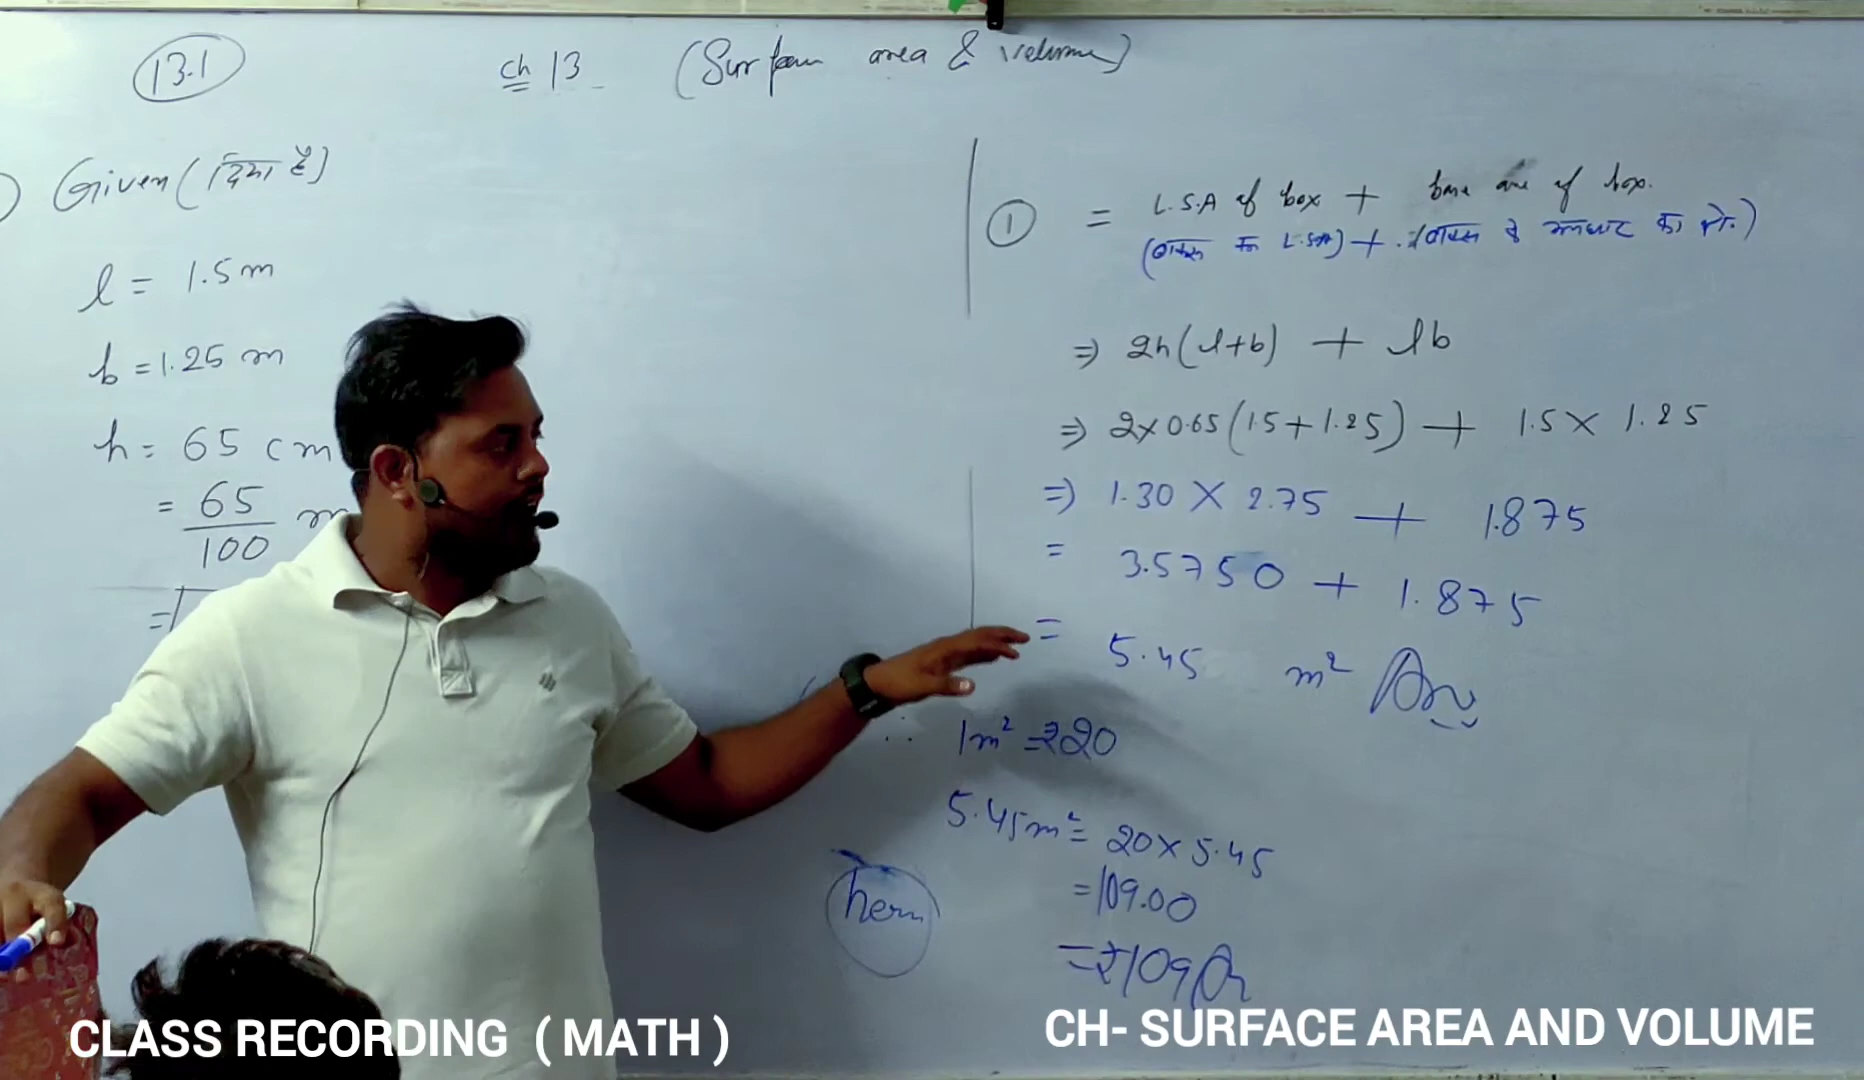 13.1
ch 13 (Surface area & volume)
Given (दिया है)
l = 1.5 m
b = 1.25 m
h = 65 cm
= 65/100 m
=
① = L.S.A of box + base are of box.
(बाक्स का L.S.A) + (बाक्स के आधार का क्षे.)
⇒ 2h(l+b) + lb
⇒ 2×0.65(1.5+1.25) + 1.5 × 1.25
⇒ 1.30 × 2.75 + 1.875
= 3.5750 + 1.875
= 5.45 m² Ans
∴ 1m² = ₹20
5.45m² = 20×5.45
= 109.00
= ₹109 An
CLASS RECORDING ( MATH )
CH- SURFACE AREA AND VOLUME